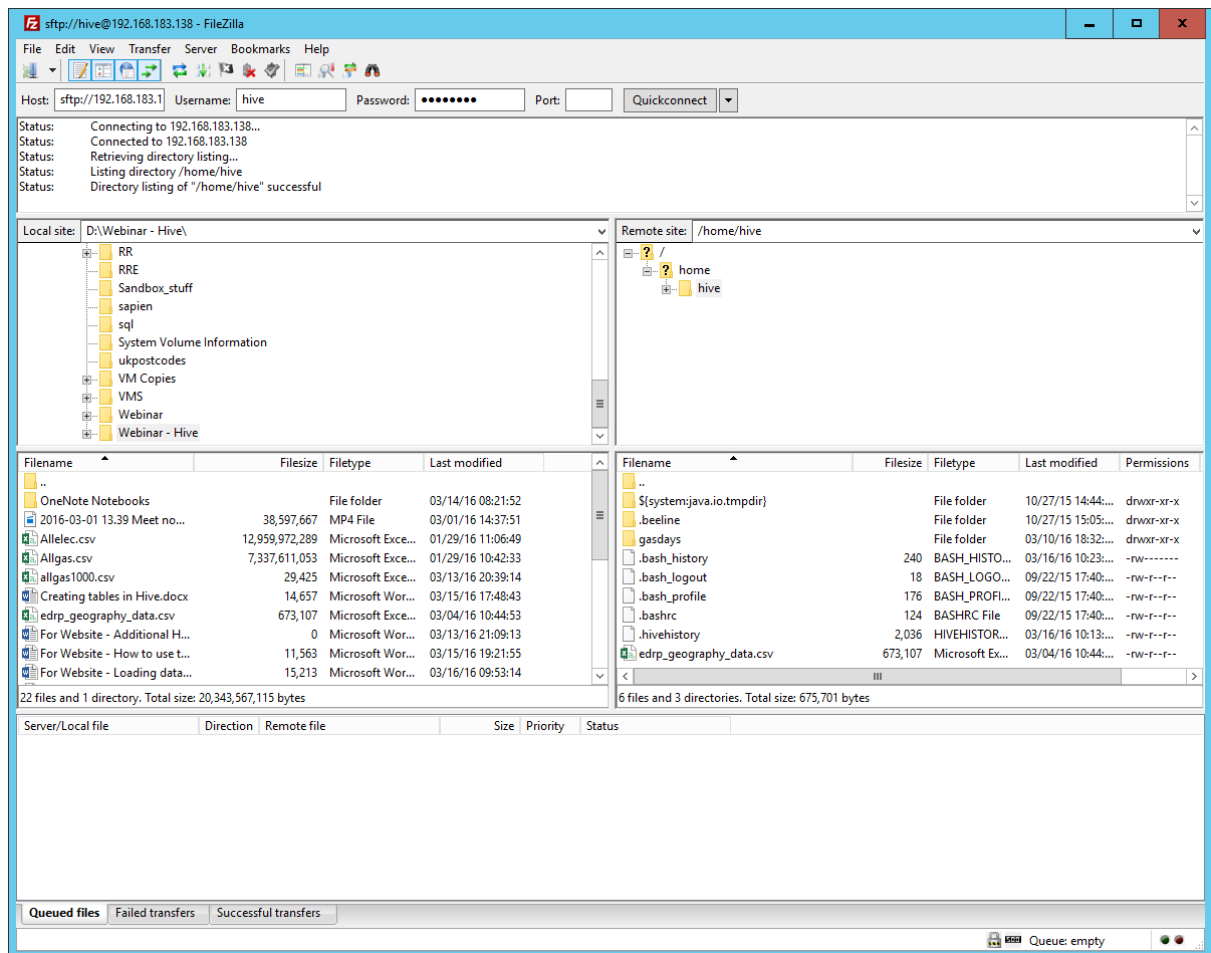 sftp://hive@192.168.183.138 - FileZilla
File Edit View Transfer Server Bookmarks Help
Host: sftp://192.168.183.1 Username: hive Password: ●●●●●●●● Port: Quickconnect
Status: Connecting to 192.168.183.138...
Status: Connected to 192.168.183.138
Status: Retrieving directory listing...
Status: Listing directory /home/hive
Status: Directory listing of "/home/hive" successful
Local site: D:\Webinar - Hive\
RR
RRE
Sandbox_stuff
sapien
sql
System Volume Information
ukpostcodes
VM Copies
VMS
Webinar
Webinar - Hive
Remote site: /home/hive
/
home
hive
Filename Filesize Filetype Last modified
..
OneNote Notebooks File folder 03/14/16 08:21:52
2016-03-01 13.39 Meet no... 38,597,667 MP4 File 03/01/16 14:37:51
Allelec.csv 12,959,972,289 Microsoft Exce... 01/29/16 11:06:49
Allgas.csv 7,337,611,053 Microsoft Exce... 01/29/16 10:42:33
allgas1000.csv 29,425 Microsoft Exce... 03/13/16 20:39:14
Creating tables in Hive.docx 14,657 Microsoft Wor... 03/15/16 17:48:43
edrp_geography_data.csv 673,107 Microsoft Exce... 03/04/16 10:44:53
For Website - Additional H... 0 Microsoft Wor... 03/13/16 21:09:13
For Website - How to use t... 11,563 Microsoft Wor... 03/15/16 19:21:55
For Website - Loading data... 15,213 Microsoft Wor... 03/16/16 09:53:14
22 files and 1 directory. Total size: 20,343,567,115 bytes
Filename Filesize Filetype Last modified Permissions
..
${system:java.io.tmpdir} File folder 10/27/15 14:44:... drwxr-xr-x
.beeline File folder 10/27/15 15:05:... drwxr-xr-x
gasdays File folder 03/10/16 18:32:... drwxr-xr-x
.bash_history 240 BASH_HISTO... 03/16/16 10:23:... -rw-------
.bash_logout 18 BASH_LOGO... 09/22/15 17:40:... -rw-r--r--
.bash_profile 176 BASH_PROFI... 09/22/15 17:40:... -rw-r--r--
.bashrc 124 BASHRC File 09/22/15 17:40:... -rw-r--r--
.hivehistory 2,036 HIVEHISTOR... 03/16/16 10:13:... -rw-r--r--
edrp_geography_data.csv 673,107 Microsoft Ex... 03/04/16 10:44:... -rw-r--r--
6 files and 3 directories. Total size: 675,701 bytes
Server/Local file Direction Remote file Size Priority Status
Queued files Failed transfers Successful transfers
Queue: empty